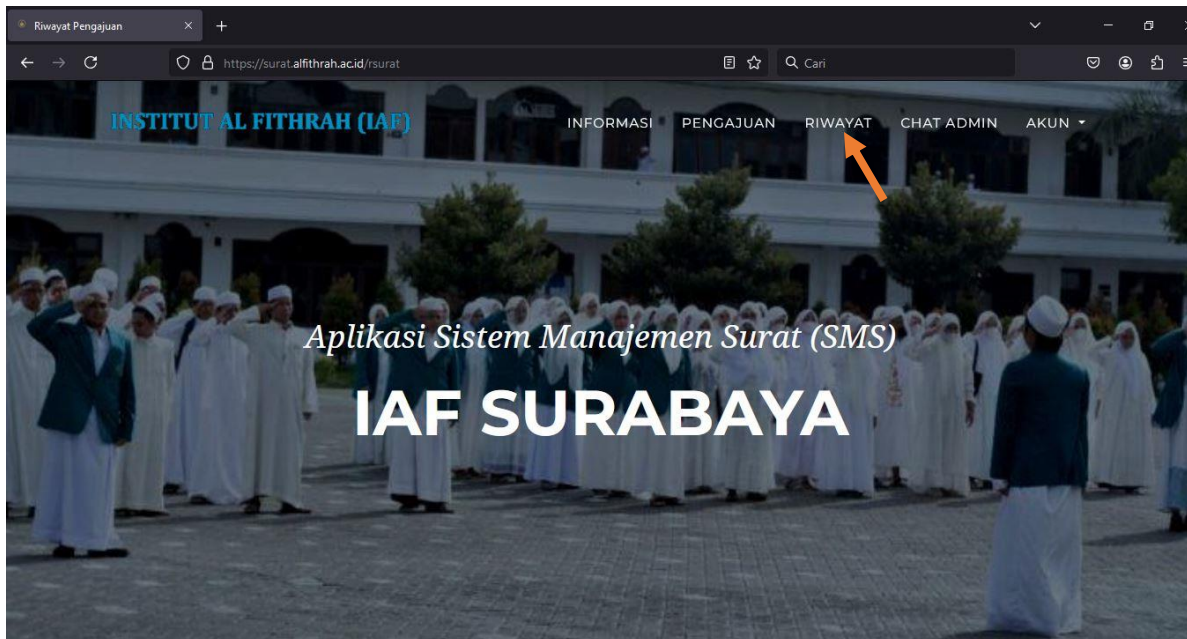 Riwayat Pengajuan
https://surat.alfithrah.ac.id/rsurat
Cari
INSTITUT AL FITHRAH (IAF)
INFORMASI PENGAJUAN RIWAYAT CHAT ADMIN AKUN
Aplikasi Sistem Manajemen Surat (SMS)
IAF SURABAYA